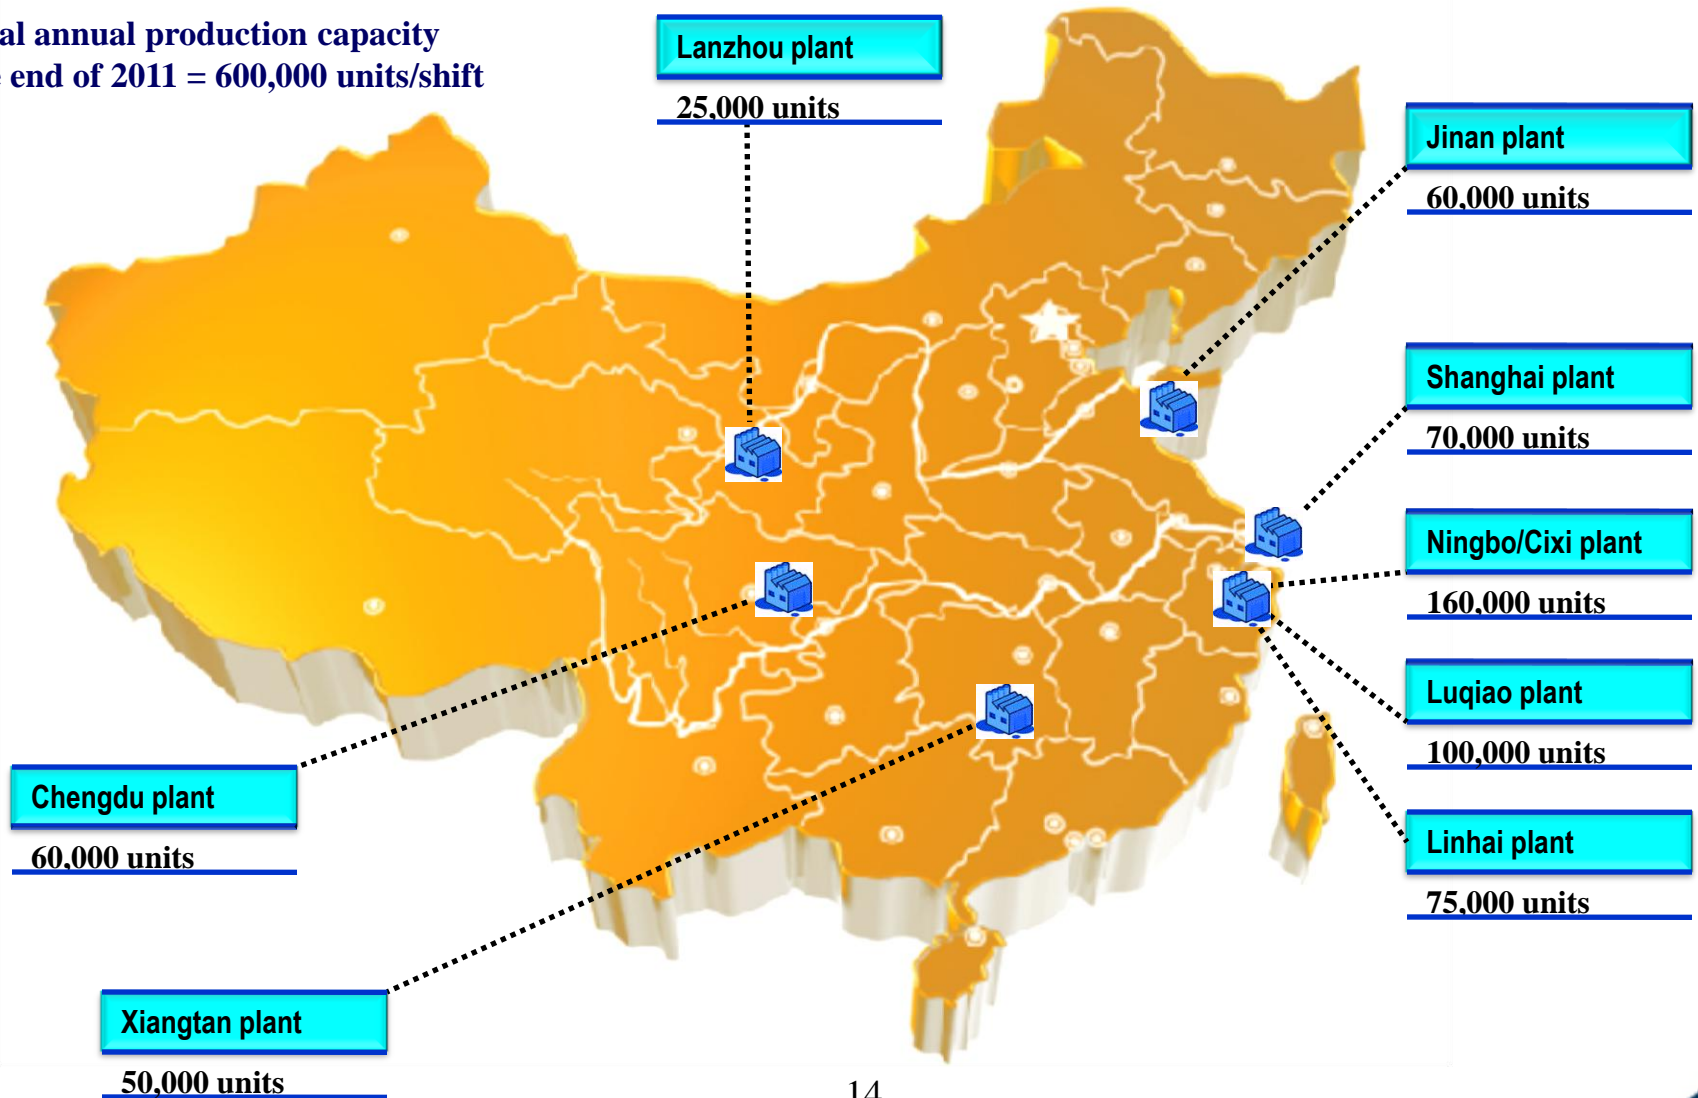 al annual production capacity
end of 2011 = 600,000 units/shift
Lanzhou plant
25,000 units
Jinan plant
60,000 units
Shanghai plant
70,000 units
Ningbo/Cixi plant
160,000 units
Luqiao plant
100,000 units
Linhai plant
75,000 units
Chengdu plant
60,000 units
Xiangtan plant
50,000 units
14